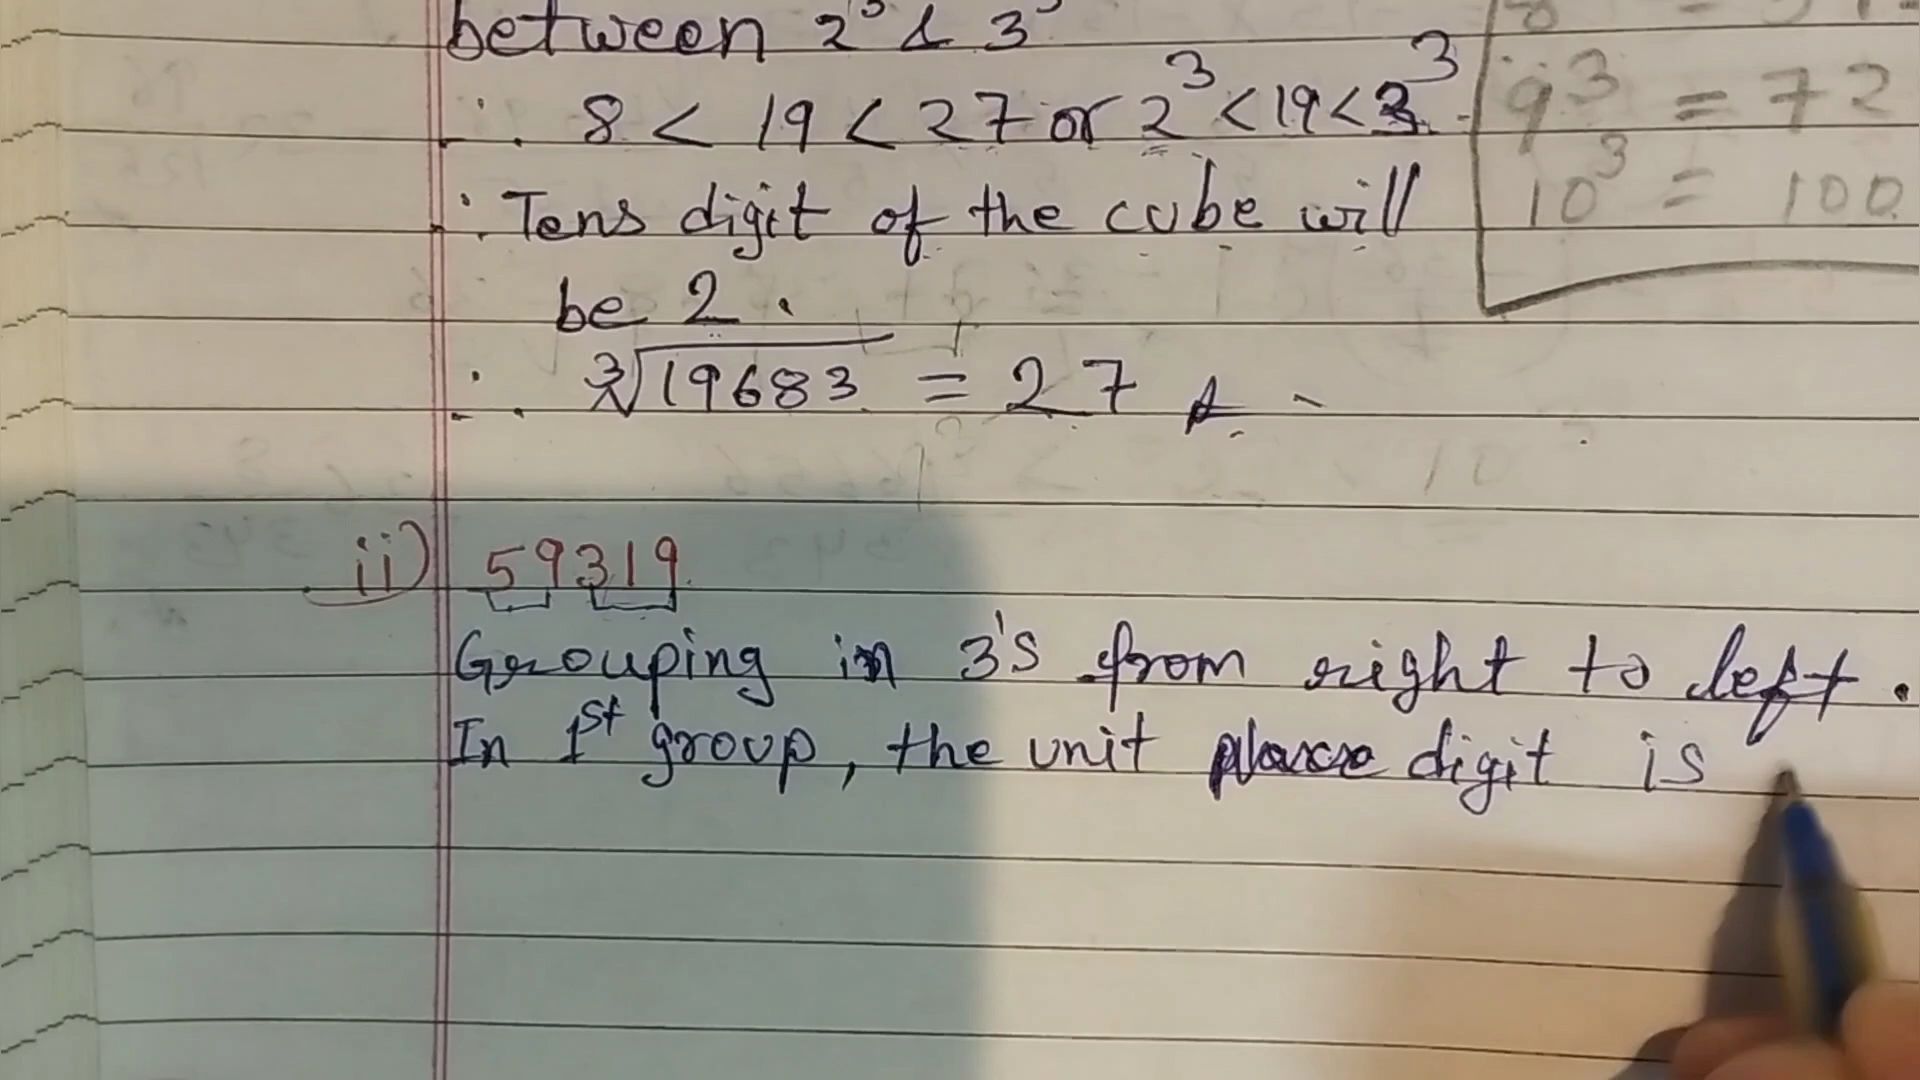 between 2³ & 3³
∴ 8 < 19 < 27 or 2³ < 19 < 3³
9³ = 72
10³ = 100
∴ Tens digit of the cube will
be 2.
∴ ∛19683 = 27
ii) 59319
Grouping in 3's from right to left.
In 1st group, the unit place digit is